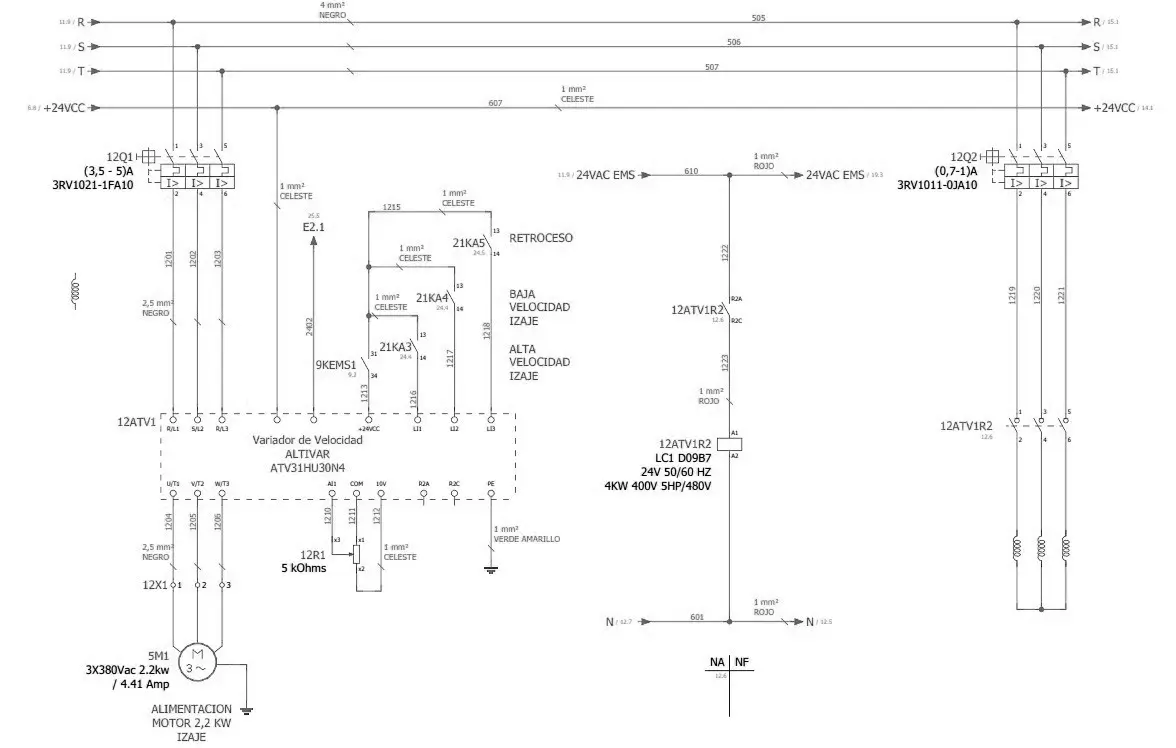 4 mm²
NEGRO
11.9 / R
505
R / 15.1
11.9 / S
506
S / 15.1
11.9 / T
507
T / 15.1
1 mm²
CELESTE
6.8 / +24VCC
607
+24VCC / 14.1
12Q1
(3,5 - 5)A
3RV1021-1FA10
1 3 5
I> I> I>
2 4 6
1 mm²
ROJO
11.9 / 24VAC EMS
610
24VAC EMS / 19.3
12Q2
(0,7-1)A
3RV1011-0JA10
1 3 5
I> I> I>
2 4 6
1 mm²
CELESTE
25.5
E2.1
1215
1 mm²
CELESTE
13
21KA5
24.5
14
RETROCESO
1201
1202
1203
1 mm²
CELESTE
13
21KA4
24.4
14
BAJA
VELOCIDAD
IZAJE
1222
1219
1220
1221
2,5 mm²
NEGRO
2402
1 mm²
CELESTE
13
21KA3
24.4
14
1218
R2A
12ATV1R2
12.6
R2C
ALTA
VELOCIDAD
IZAJE
31
9KEMS1
9.2
34
1217
1223
1213
1216
1 mm²
ROJO
12ATV1
R/L1 S/L2 R/L3 +24VCC LI1 LI2 LI3
Variador de Velocidad
ALTIVAR
ATV31HU30N4
U/T1 V/T2 W/T3 AI1 COM 10V R2A R2C PE
A1
12ATV1R2
A2
LC1 D09B7
24V 50/60 HZ
4KW 400V 5HP/480V
12ATV1R2
12.6
1 3 5
2 4 6
1204
1205
1206
1210
1211
1212
1 mm²
VERDE AMARILLO
2,5 mm²
NEGRO
x3
x1
12R1
5 kOhms
x2
1 mm²
CELESTE
12X1 1 2 3
1 mm²
ROJO
N / 12.7
601
N / 12.5
5M1
M
3 ~
3X380Vac 2.2kw
/ 4.41 Amp
NA NF
12.6
ALIMENTACION
MOTOR 2,2 KW
IZAJE